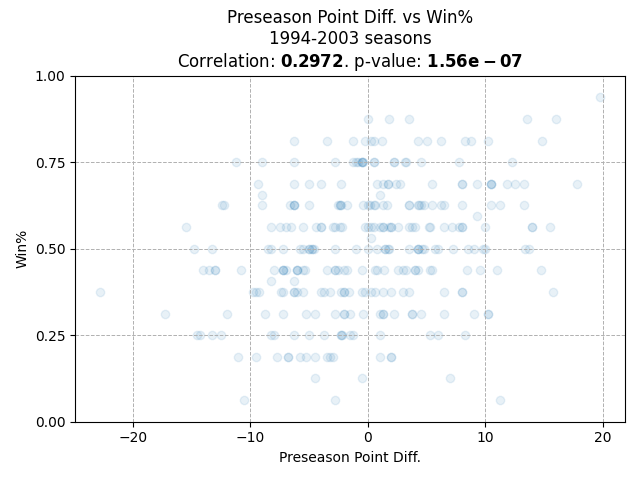 Preseason Point Diff. vs Win%
1994-2003 seasons
Correlation: 0.2972. p-value: 1.56e − 07
1.00
0.75
0.50
0.25
0.00
Win%
−20
−10
0
10
20
Preseason Point Diff.